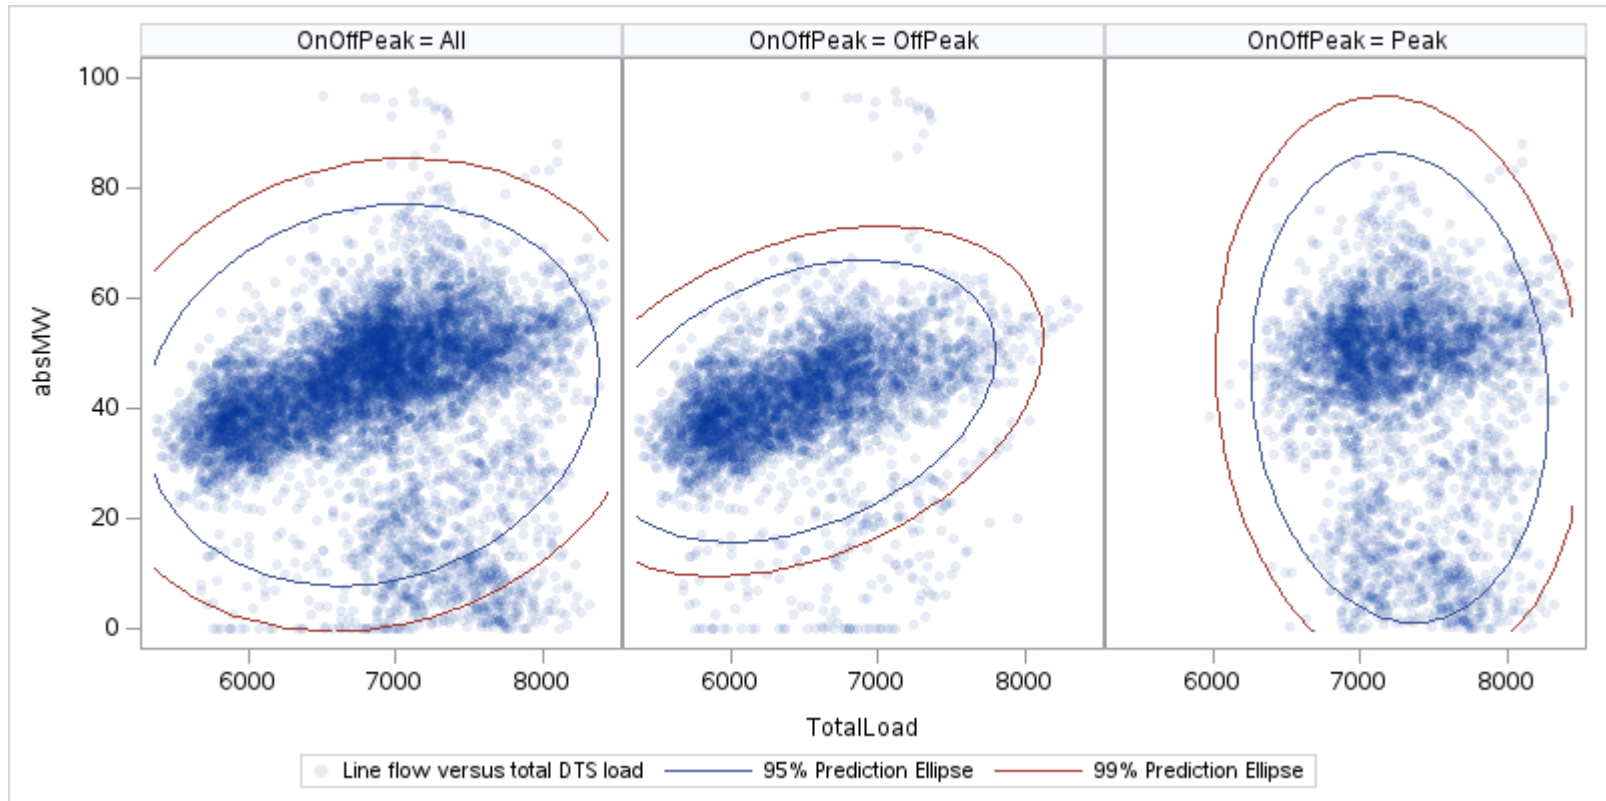 OnOffPeak = All
OnOffPeak = OffPeak
OnOffPeak = Peak
100
80
60
40
20
0
absMW
6000 7000 8000
6000 7000 8000
6000 7000 8000
TotalLoad
Line flow versus total DTS load
95% Prediction Ellipse
99% Prediction Ellipse